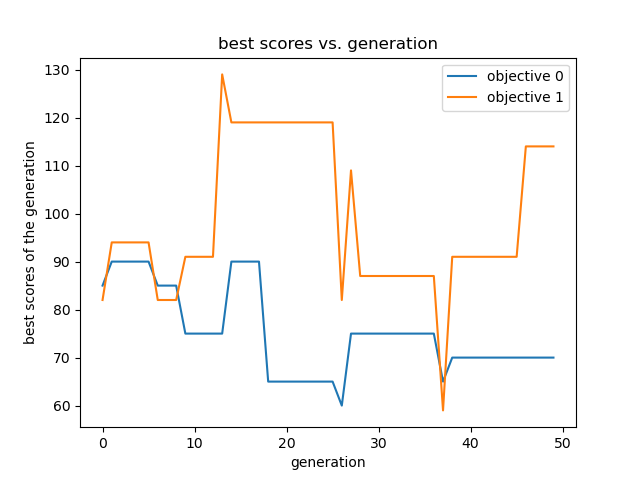 best scores vs. generation
objective 0
objective 1
best scores of the generation
130
120
110
100
90
80
70
60
0 10 20 30 40 50
generation